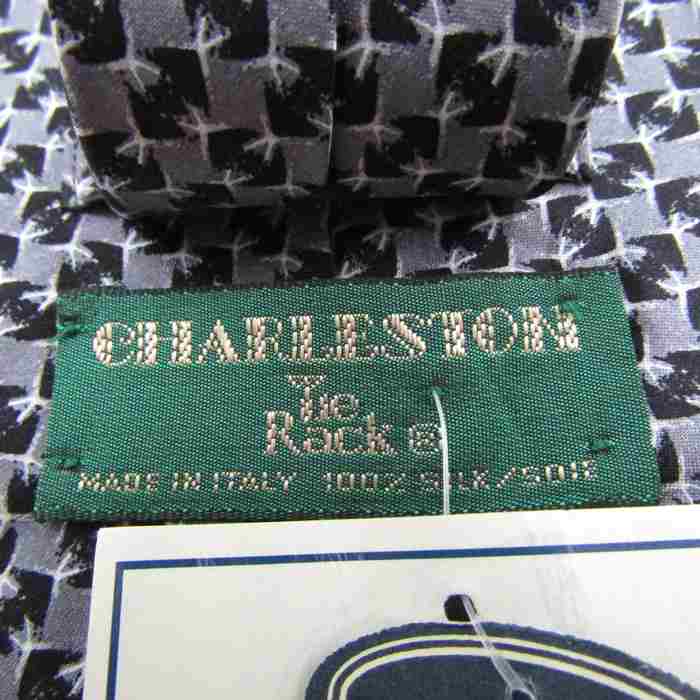 CHARLESTON
Tie
Rack ®
MADE IN ITALY 100% SILK/SOIE